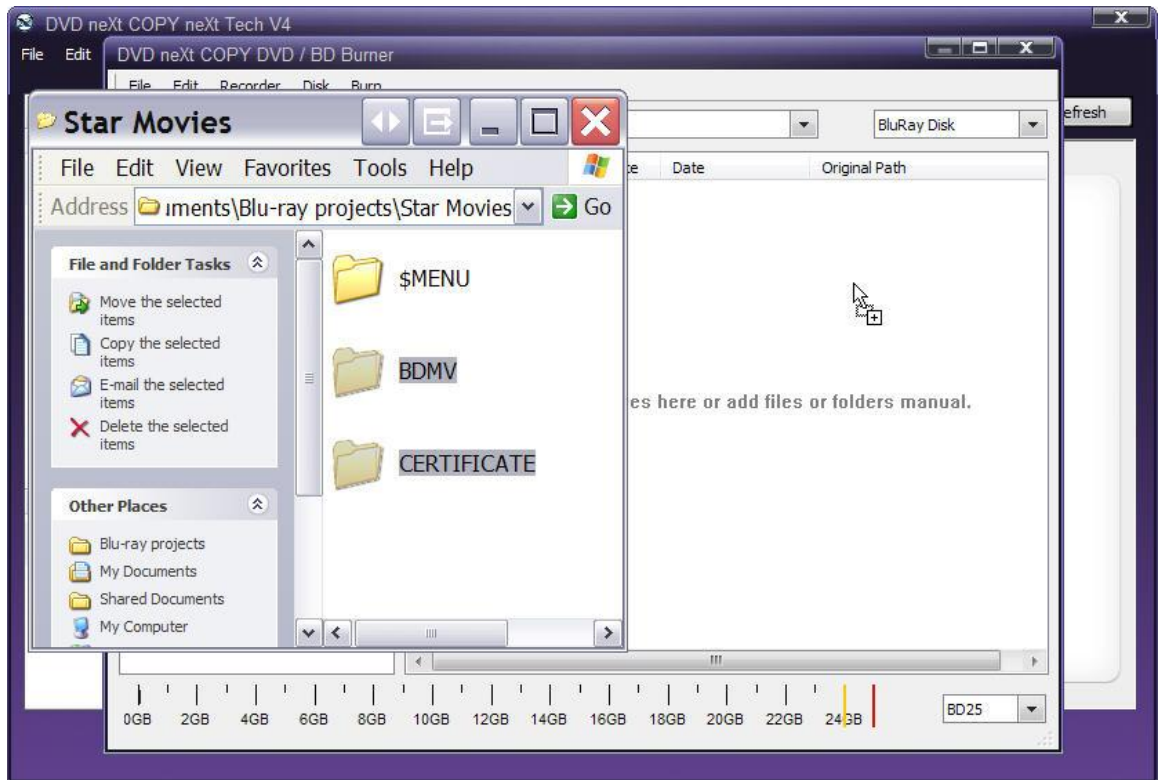 DVD neXt COPY neXt Tech V4
File Edit
DVD neXt COPY DVD / BD Burner
File Edit Recorder Disk Burn
Refresh
BluRay Disk
Date Original Path
Star Movies
File Edit View Favorites Tools Help
Address uments\Blu-ray projects\Star Movies Go
File and Folder Tasks
Move the selected
items
Copy the selected
items
E-mail the selected
items
Delete the selected
items
Other Places
Blu-ray projects
My Documents
Shared Documents
My Computer
$MENU
BDMV
CERTIFICATE
es here or add files or folders manual.
0GB 2GB 4GB 6GB 8GB 10GB 12GB 14GB 16GB 18GB 20GB 22GB 24GB
BD25